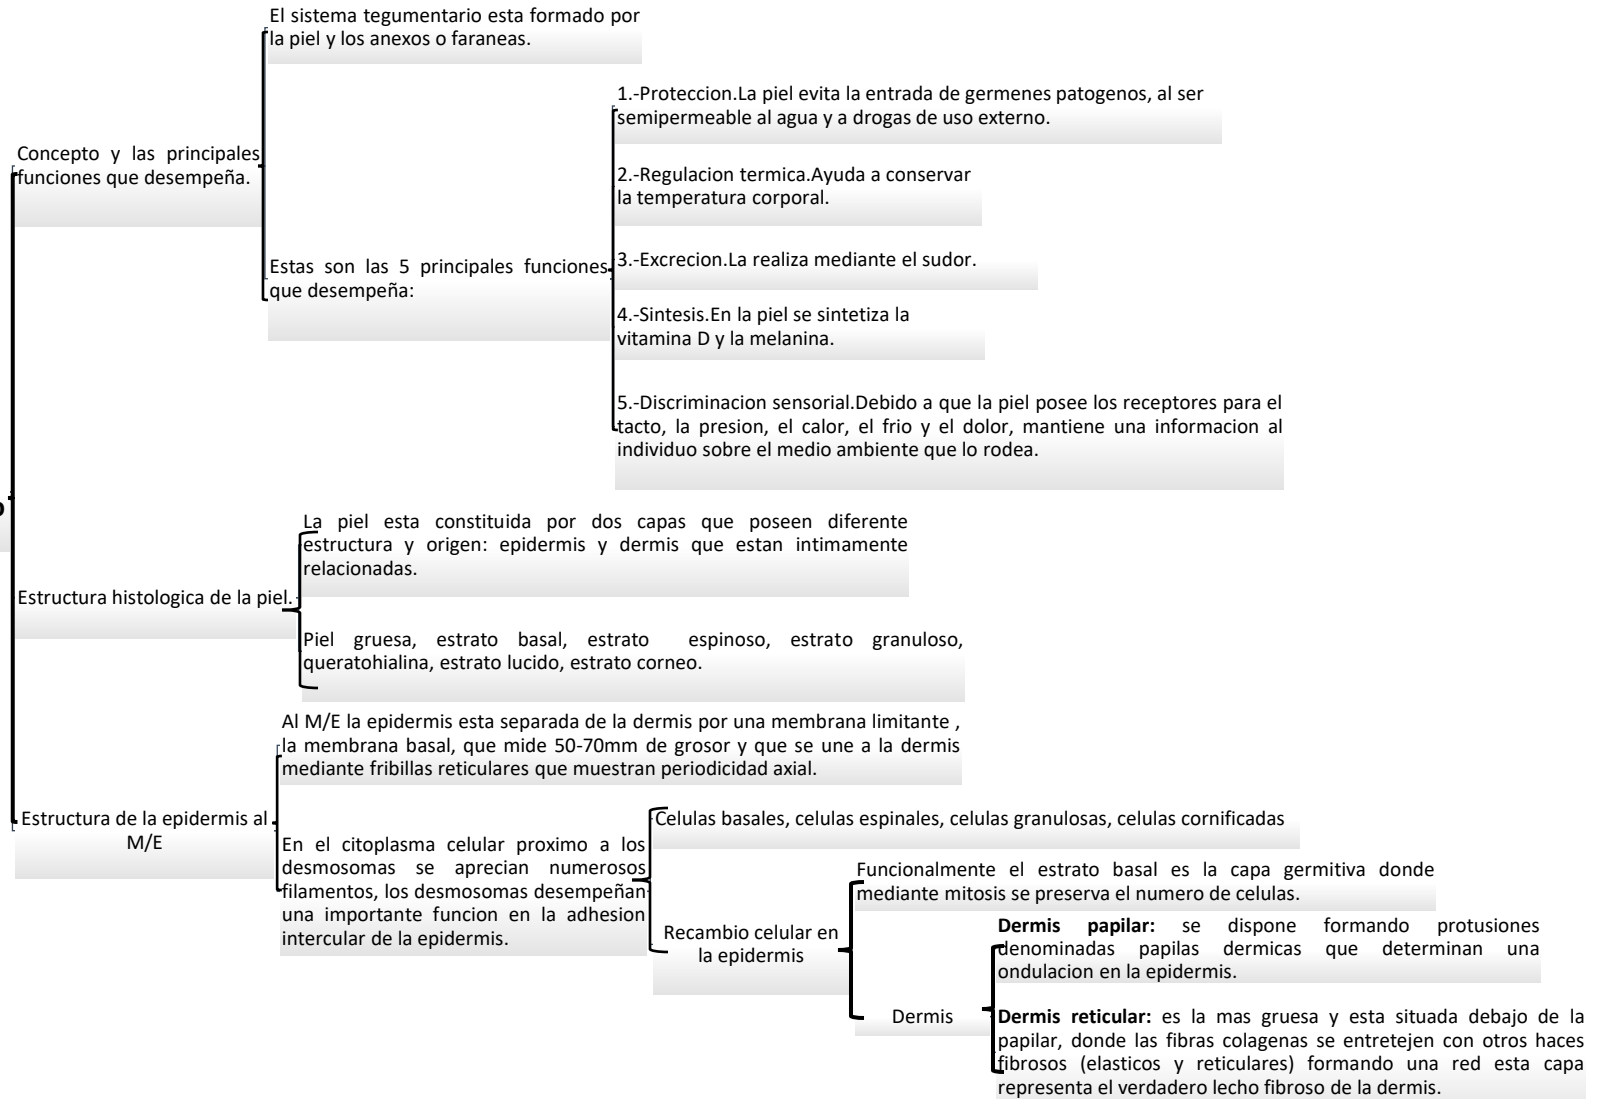 El sistema tegumentario esta formado por
la piel y los anexos o faraneas.
1.-Proteccion.La piel evita la entrada de germenes patogenos, al ser
semipermeable al agua y a drogas de uso externo.
Concepto y las principales
funciones que desempeña.
2.-Regulacion termica.Ayuda a conservar
la temperatura corporal.
Estas son las 5 principales funciones
que desempeña:
3.-Excrecion.La realiza mediante el sudor.
4.-Sintesis.En la piel se sintetiza la
vitamina D y la melanina.
5.-Discriminacion sensorial.Debido a que la piel posee los receptores para el
tacto, la presion, el calor, el frio y el dolor, mantiene una informacion al
individuo sobre el medio ambiente que lo rodea.
La piel esta constituida por dos capas que poseen diferente
estructura y origen: epidermis y dermis que estan intimamente
relacionadas.
Estructura histologica de la piel.
Piel gruesa, estrato basal, estrato espinoso, estrato granuloso,
queratohialina, estrato lucido, estrato corneo.
Al M/E la epidermis esta separada de la dermis por una membrana limitante ,
la membrana basal, que mide 50-70mm de grosor y que se une a la dermis
mediante fribillas reticulares que muestran periodicidad axial.
Estructura de la epidermis al
M/E
En el citoplasma celular proximo a los
desmosomas se aprecian numerosos
filamentos, los desmosomas desempeñan
una importante funcion en la adhesion
intercular de la epidermis.
Celulas basales, celulas espinales, celulas granulosas, celulas cornificadas
Recambio celular en
la epidermis
Funcionalmente el estrato basal es la capa germitiva donde
mediante mitosis se preserva el numero de celulas.
Dermis
Dermis papilar: se dispone formando protusiones
denominadas papilas dermicas que determinan una
ondulacion en la epidermis.
Dermis reticular: es la mas gruesa y esta situada debajo de la
papilar, donde las fibras colagenas se entretejen con otros haces
fibrosos (elasticos y reticulares) formando una red esta capa
representa el verdadero lecho fibroso de la dermis.